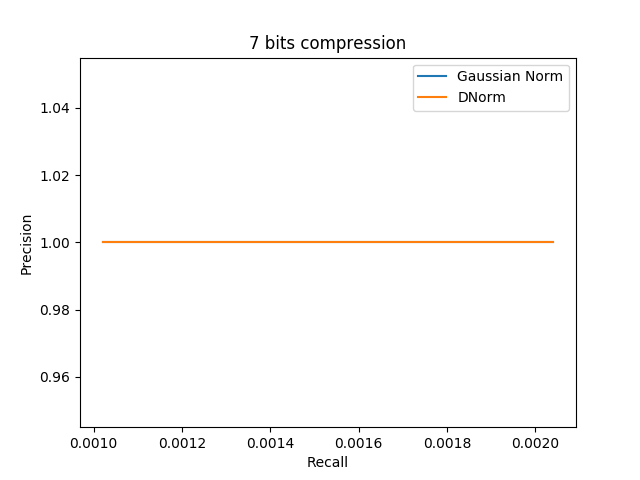 7 bits compression
Gaussian Norm
DNorm
1.04
1.02
1.00
0.98
0.96
Precision
0.0010 0.0012 0.0014 0.0016 0.0018 0.0020
Recall